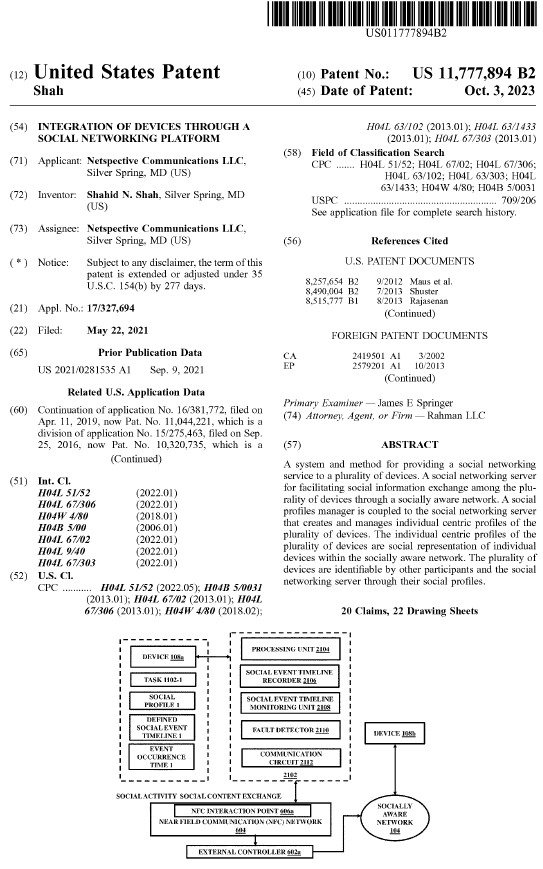 US011777894B2
(12) United States Patent
Shah
(10) Patent No.: US 11,777,894 B2
(45) Date of Patent: Oct. 3, 2023
(54) INTEGRATION OF DEVICES THROUGH A
SOCIAL NETWORKING PLATFORM
(71) Applicant: Netspective Communications LLC,
Silver Spring, MD (US)
(72) Inventor: Shahid N. Shah, Silver Spring, MD
(US)
(73) Assignee: Netspective Communications LLC,
Silver Spring, MD (US)
( * ) Notice: Subject to any disclaimer, the term of this
patent is extended or adjusted under 35
U.S.C. 154(b) by 277 days.
(21) Appl. No.: 17/327,694
(22) Filed: May 22, 2021
(65) Prior Publication Data
US 2021/0281535 A1 Sep. 9, 2021
Related U.S. Application Data
(60) Continuation of application No. 16/381,772, filed on
Apr. 11, 2019, now Pat. No. 11,044,221, which is a
division of application No. 15/275,463, filed on Sep.
25, 2016, now Pat. No. 10,320,735, which is a
(Continued)
(51) Int. Cl.
H04L 51/52 (2022.01)
H04L 67/306 (2022.01)
H04W 4/80 (2018.01)
H04B 5/00 (2006.01)
H04L 67/02 (2022.01)
H04L 9/40 (2022.01)
H04L 67/303 (2022.01)
(52) U.S. Cl.
CPC .......... H04L 51/52 (2022.05); H04B 5/0031
(2013.01); H04L 67/02 (2013.01); H04L
67/306 (2013.01); H04W 4/80 (2018.02);
H04L 63/102 (2013.01); H04L 63/1433
(2013.01); H04L 67/303 (2013.01)
(58) Field of Classification Search
CPC ....... H04L 51/52; H04L 67/02; H04L 67/306;
H04L 63/102; H04L 63/303; H04L
63/1433; H04W 4/80; H04B 5/0031
USPC .......................................................... 709/206
See application file for complete search history.
(56) References Cited
U.S. PATENT DOCUMENTS
8,257,654 B2 9/2012 Maus et al.
8,490,004 B2 7/2013 Shuster
8,515,777 B1 8/2013 Rajasenan
(Continued)
FOREIGN PATENT DOCUMENTS
CA 2419501 A1 3/2002
EP 2579201 A1 10/2013
(Continued)
Primary Examiner — James E Springer
(74) Attorney, Agent, or Firm — Rahman LLC
(57) ABSTRACT
A system and method for providing a social networking
service to a plurality of devices. A social networking server
for facilitating social information exchange among the plu-
rality of devices through a socially aware network. A social
profiles manager is coupled to the social networking server
that creates and manages individual centric profiles of the
plurality of devices. The individual centric profiles of the
plurality of devices are social representation of individual
devices within the socially aware network. The plurality of
devices are identifiable by other participants and the social
networking server through their social profiles.
20 Claims, 22 Drawing Sheets
DEVICE 108a
TASK 1102-1
SOCIAL
PROFILE 1
DEFINED
SOCIAL EVENT
TIMELINE 1
EVENT
OCCURRENCE
TIME 1
PROCESSING UNIT 2104
SOCIAL EVENT TIMELINE
RECORDER 2106
SOCIAL EVENT TIMELINE
MONITORING UNIT 2108
FAULT DETECTOR 2110
COMMUNICATION
CIRCUIT 2112
2102
DEVICE 108b
SOCIAL ACTIVITY SOCIAL CONTENT EXCHANGE
NFC INTERACTION POINT 606a
NEAR FIELD COMMUNICATION (NFC) NETWORK
604
SOCIALLY
AWARE
NETWORK
104
EXTERNAL CONTROLLER 602a